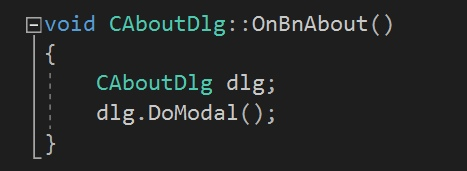 void CAboutDlg::OnBnAbout()
{
    CAboutDlg dlg;
    dlg.DoModal();
}